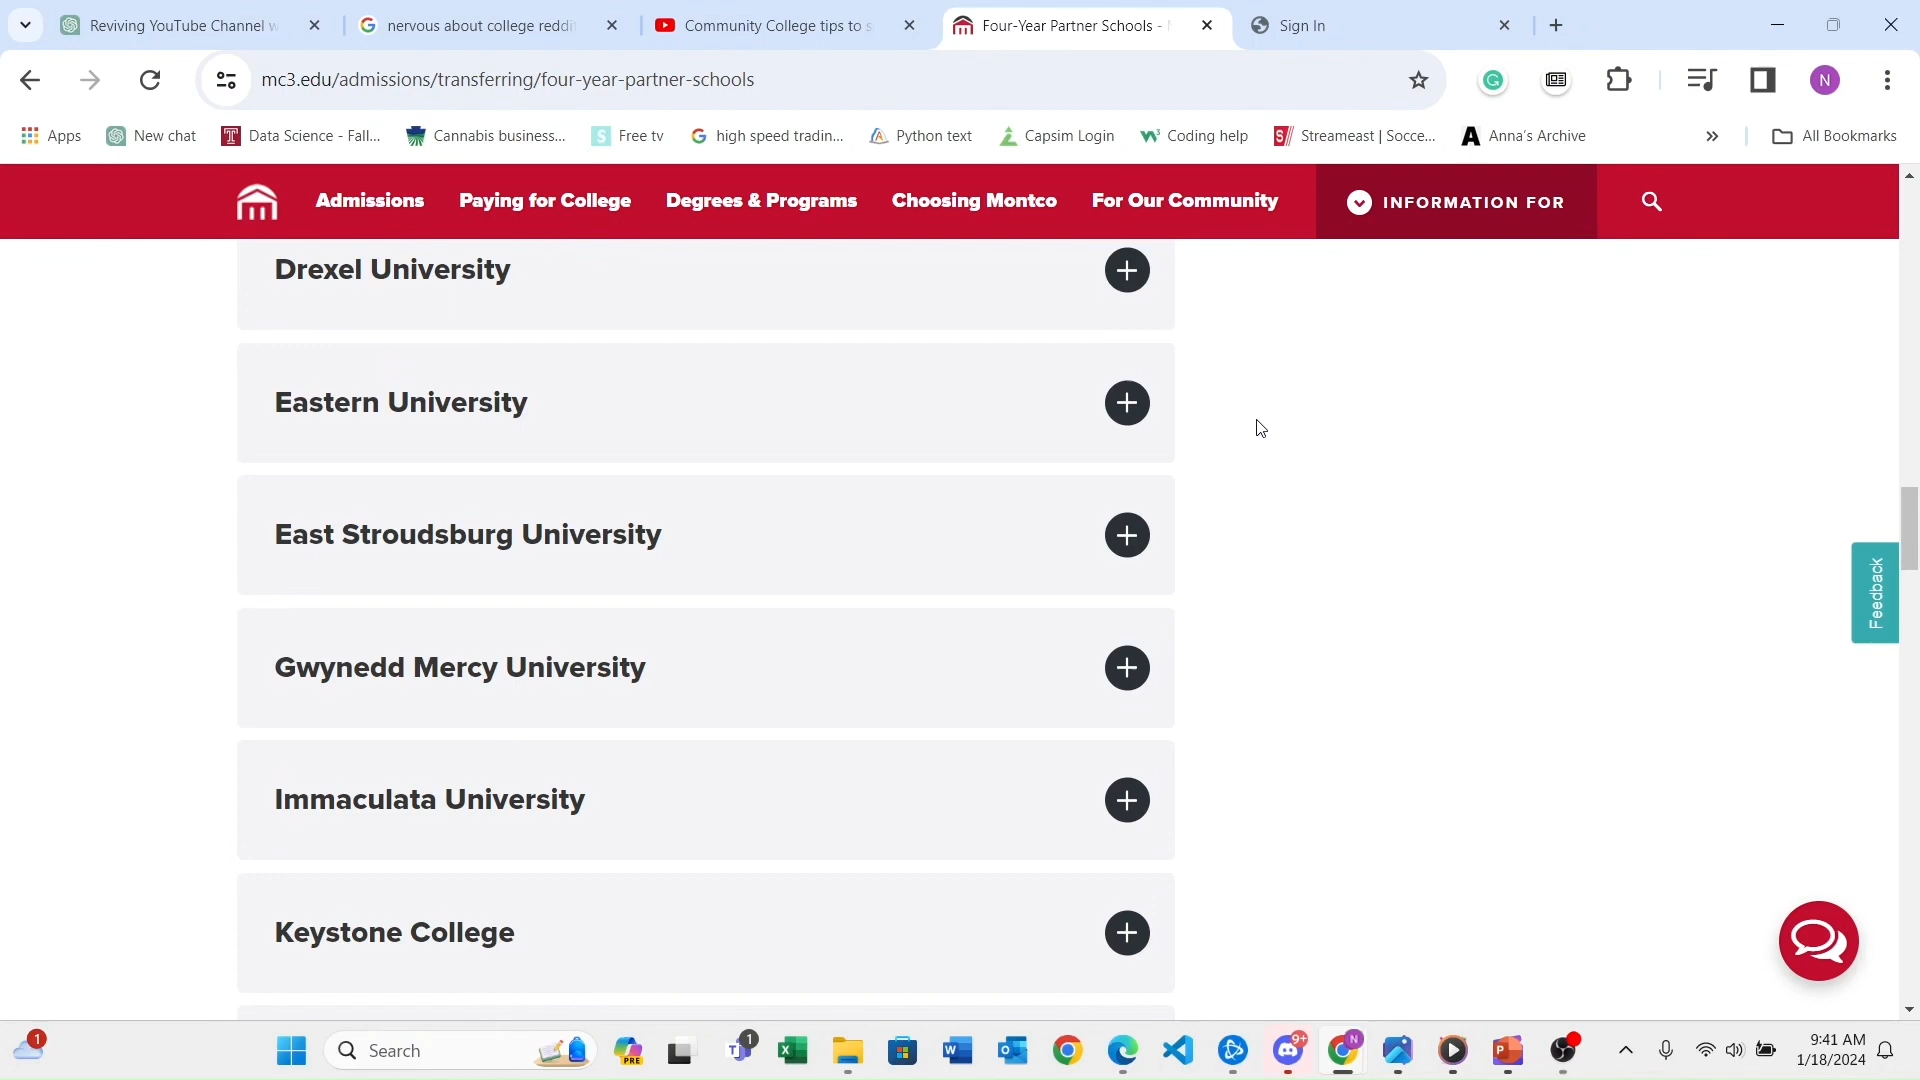 Reviving YouTube Channel w
nervous about college reddi
Community College tips to s
Four-Year Partner Schools -
Sign In
mc3.edu/admissions/transferring/four-year-partner-schools
N
Apps
New chat
Data Science - Fall...
Cannabis business...
Free tv
high speed tradin...
Python text
Capsim Login
Coding help
Streameast | Socce...
Anna's Archive
All Bookmarks
Admissions
Paying for College
Degrees & Programs
Choosing Montco
For Our Community
INFORMATION FOR
Drexel University
Eastern University
East Stroudsburg University
Gwynedd Mercy University
Immaculata University
Keystone College
Feedback
1
Search
PRE
1
9+
N
9:41 AM
1/18/2024